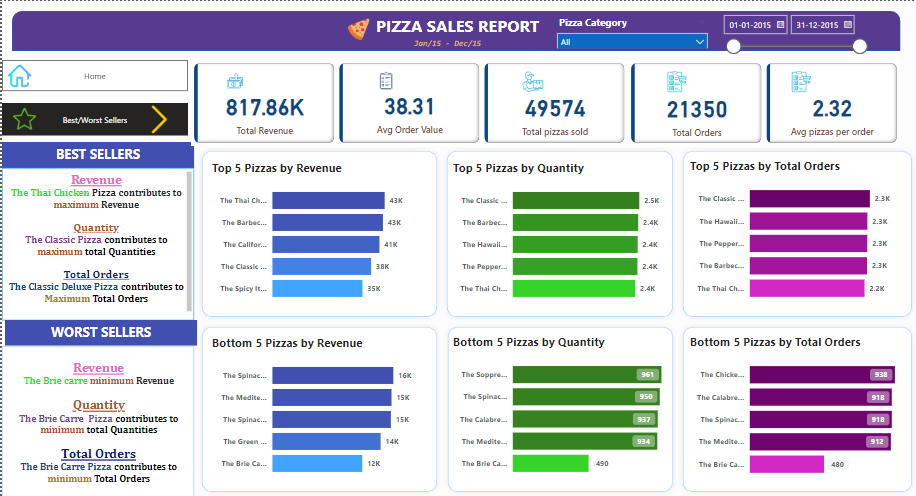 PIZZA SALES REPORT
Jan/15 - Dec/15
Pizza Category
All
01-01-2015
31-12-2015
Home
Best/Worst Sellers
817.86K
Total Revenue
38.31
Avg Order Value
49574
Total pizzas sold
21350
Total Orders
2.32
Avg pizzas per order
BEST SELLERS
Revenue
The Thai Chicken Pizza contributes to
maximum Revenue
Quantity
The Classic Pizza contributes to
maximum total Quantities
Total Orders
The Classic Deluxe Pizza contributes to
Maximum Total Orders
WORST SELLERS
Revenue
The Brie carre minimum Revenue
Quantity
The Brie Carre Pizza contributes to
minimum total Quantities
Total Orders
The Brie Carre Pizza contributes to
minimum Total Orders
Top 5 Pizzas by Revenue
The Thai Ch... 43K
The Barbec... 43K
The Califor... 41K
The Classic ... 38K
The Spicy It... 35K
Top 5 Pizzas by Quantity
The Classic ... 2.5K
The Barbec... 2.4K
The Hawaii... 2.4K
The Pepper... 2.4K
The Thai Ch... 2.4K
Top 5 Pizzas by Total Orders
The Classic ... 2.3K
The Hawaii... 2.3K
The Pepper... 2.3K
The Barbec... 2.3K
The Thai Ch... 2.2K
Bottom 5 Pizzas by Revenue
The Spinac... 16K
The Medite... 15K
The Spinac... 15K
The Green ... 14K
The Brie Ca... 12K
Bottom 5 Pizzas by Quantity
The Soppre... 961
The Spinac... 950
The Calabre... 937
The Medite... 934
The Brie Ca... 490
Bottom 5 Pizzas by Total Orders
The Chicke... 938
The Calabre... 918
The Spinac... 918
The Medite... 912
The Brie Ca... 480